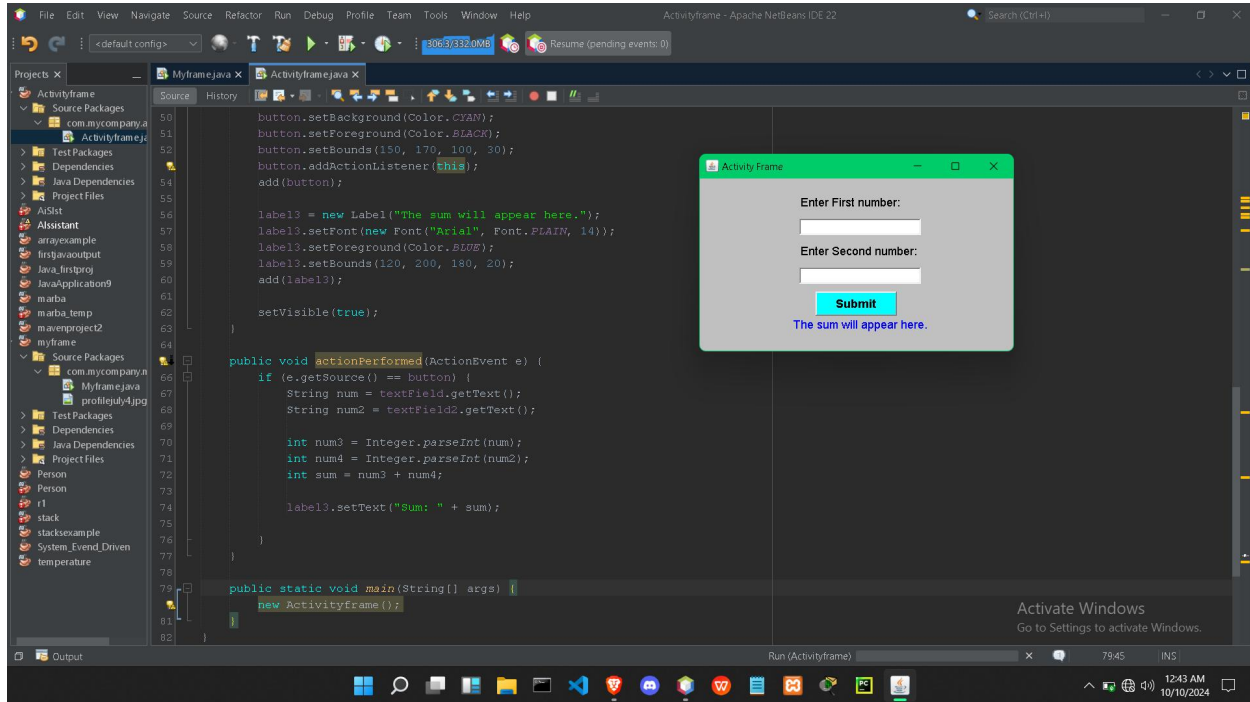 File Edit View Navigate Source Refactor Run Debug Profile Team Tools Window Help Activityframe - Apache NetBeans IDE 22 Search (Ctrl+I)
<default config> 306.3/332.0MB Resume (pending events: 0)
Projects Myframe.java Activityframe.java
Source History
Activityframe
Source Packages
com.mycompany.a
Activityframe.ja
Test Packages
Dependencies
Java Dependencies
Project Files
AiSIst
AIssistant
arrayexample
firstjavaoutput
Java_firstproj
JavaApplication9
marba
marba_temp
mavenproject2
myframe
Source Packages
com.mycompany.n
Myframe.java
profilejuly4.jpg
Test Packages
Dependencies
Java Dependencies
Project Files
Person
Person
r1
stack
stacksexample
System_Evend_Driven
temperature
50 button.setBackground(Color.CYAN);
51 button.setForeground(Color.BLACK);
52 button.setBounds(150, 170, 100, 30);
button.addActionListener(this);
54 add(button);
55
56 label3 = new Label("The sum will appear here.");
57 label3.setFont(new Font("Arial", Font.PLAIN, 14));
58 label3.setForeground(Color.BLUE);
59 label3.setBounds(120, 200, 180, 20);
60 add(label3);
61
62 setVisible(true);
63 }
64
public void actionPerformed(ActionEvent e) {
66 if (e.getSource() == button) {
67 String num = textField.getText();
68 String num2 = textField2.getText();
69
70 int num3 = Integer.parseInt(num);
71 int num4 = Integer.parseInt(num2);
72 int sum = num3 + num4;
73
74 label3.setText("Sum: " + sum);
75
76 }
77 }
78
79 public static void main(String[] args) {
new Activityframe();
81 }
82 }
Activity Frame
Enter First number:
Enter Second number:
Submit
The sum will appear here.
Activate Windows
Go to Settings to activate Windows.
Output Run (Activityframe) 79:45 INS
PC
12:43 AM
10/10/2024